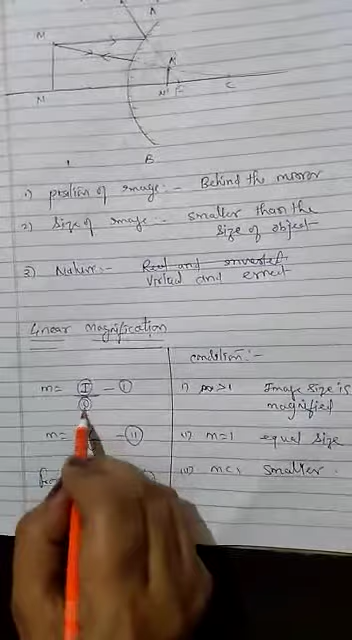 A
M
M'
M N' F C
B
1) position of image :- Behind the mirror
2) Size of image :- smaller than the
size of object
3) Nature:- Real and inverted
Virtual and errect
Linear magnification
condition :-
m = I/O - (i)
i) m>1 Image size is
magnified
m = - (ii)
ii) m=1 equal size
iii) m<1 smaller